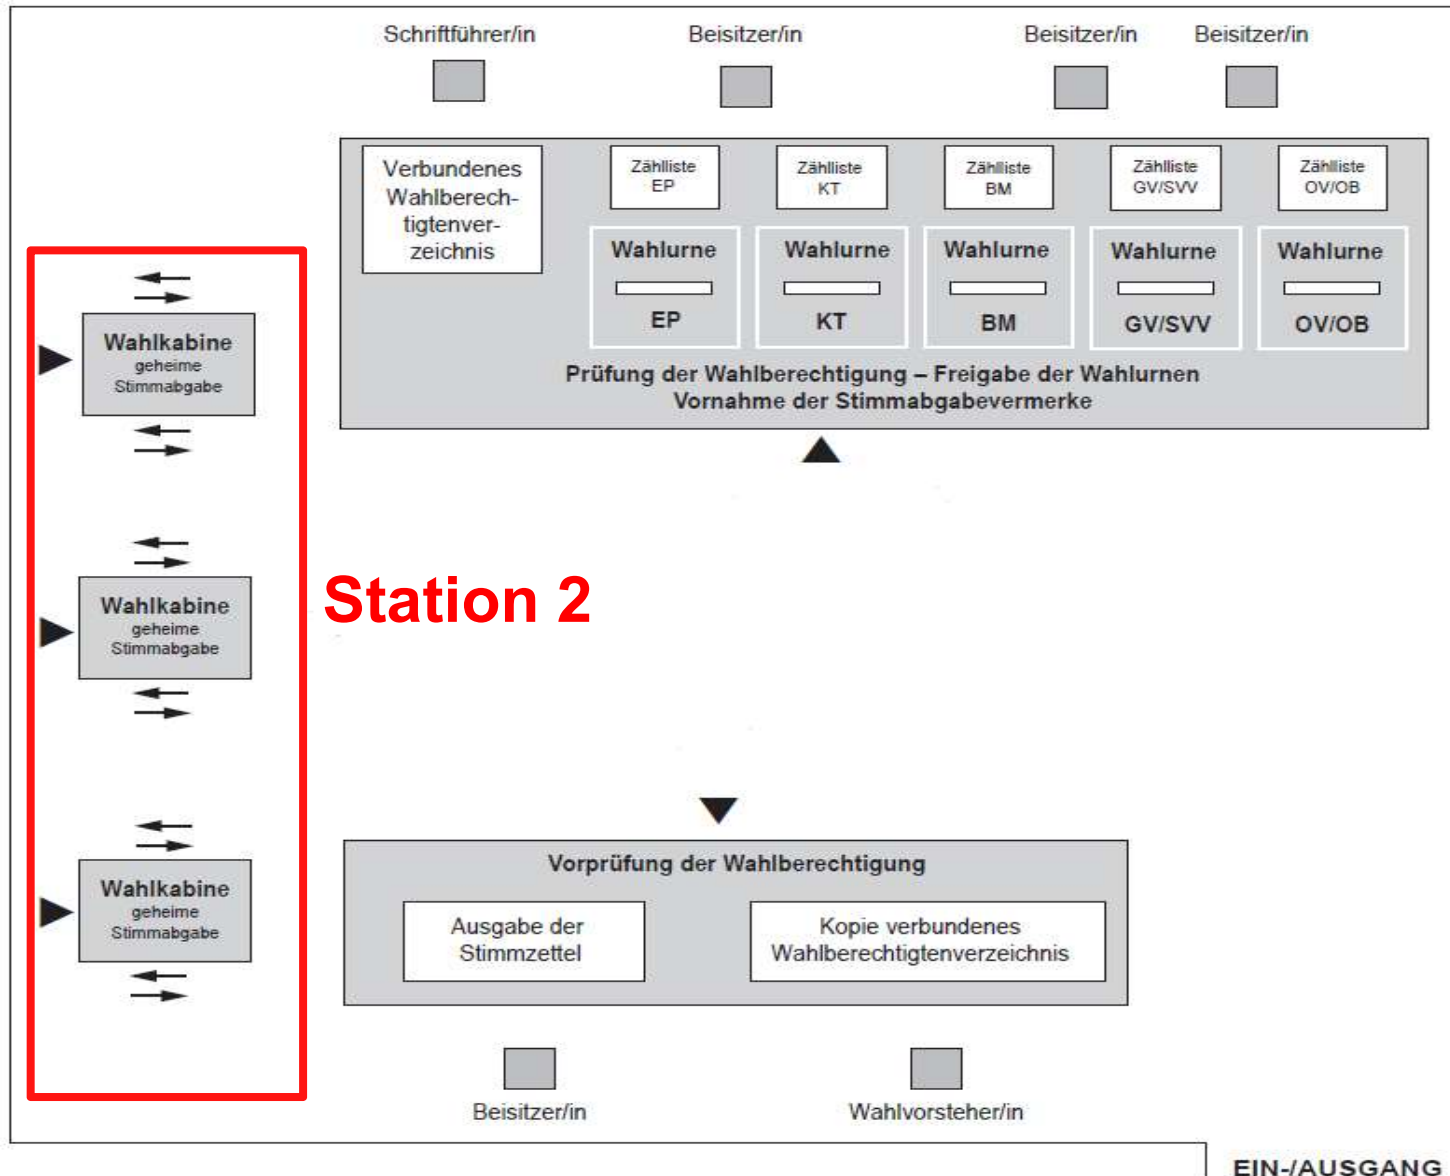 Schriftführer/in
Beisitzer/in
Beisitzer/in
Beisitzer/in
Verbundenes
Wahlberech-
tigtenver-
zeichnis
Zählliste
EP
Zählliste
KT
Zählliste
BM
Zählliste
GV/SVV
Zählliste
OV/OB
Wahlurne
EP
Wahlurne
KT
Wahlurne
BM
Wahlurne
GV/SVV
Wahlurne
OV/OB
Prüfung der Wahlberechtigung – Freigabe der Wahlurnen
Vornahme der Stimmabgabevermerke
Wahlkabine
geheime
Stimmabgabe
Wahlkabine
geheime
Stimmabgabe
Station 2
Wahlkabine
geheime
Stimmabgabe
Vorprüfung der Wahlberechtigung
Ausgabe der
Stimmzettel
Kopie verbundenes
Wahlberechtigtenverzeichnis
Beisitzer/in
Wahlvorsteher/in
EIN-/AUSGANG